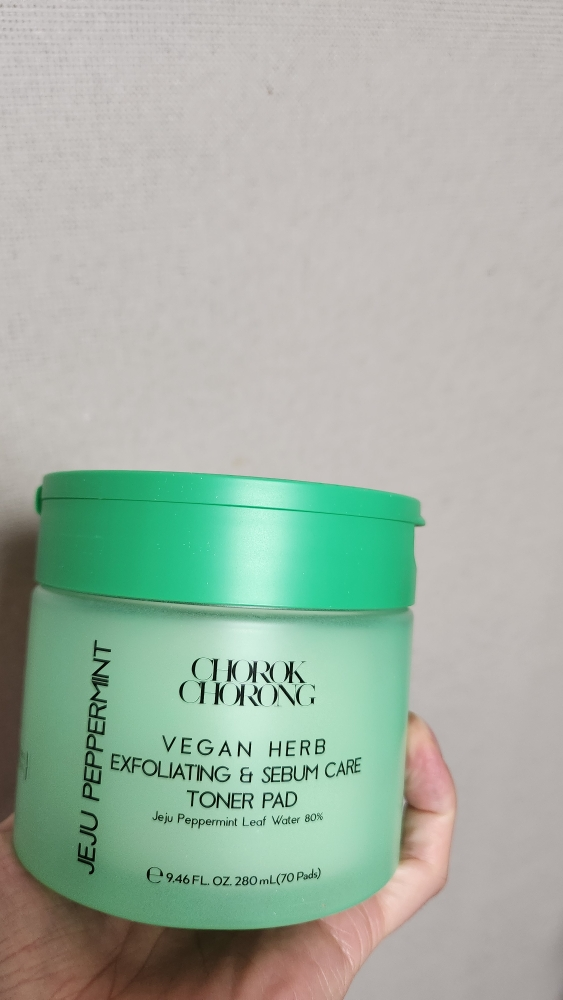 CHOROK
CHORONG
VEGAN HERB
EXFOLIATING & SEBUM CARE
TONER PAD
Jeju Peppermint Leaf Water 80%
℮ 9.46 FL. OZ. 280 mL(70 Pads)
JEJU PEPPERMINT